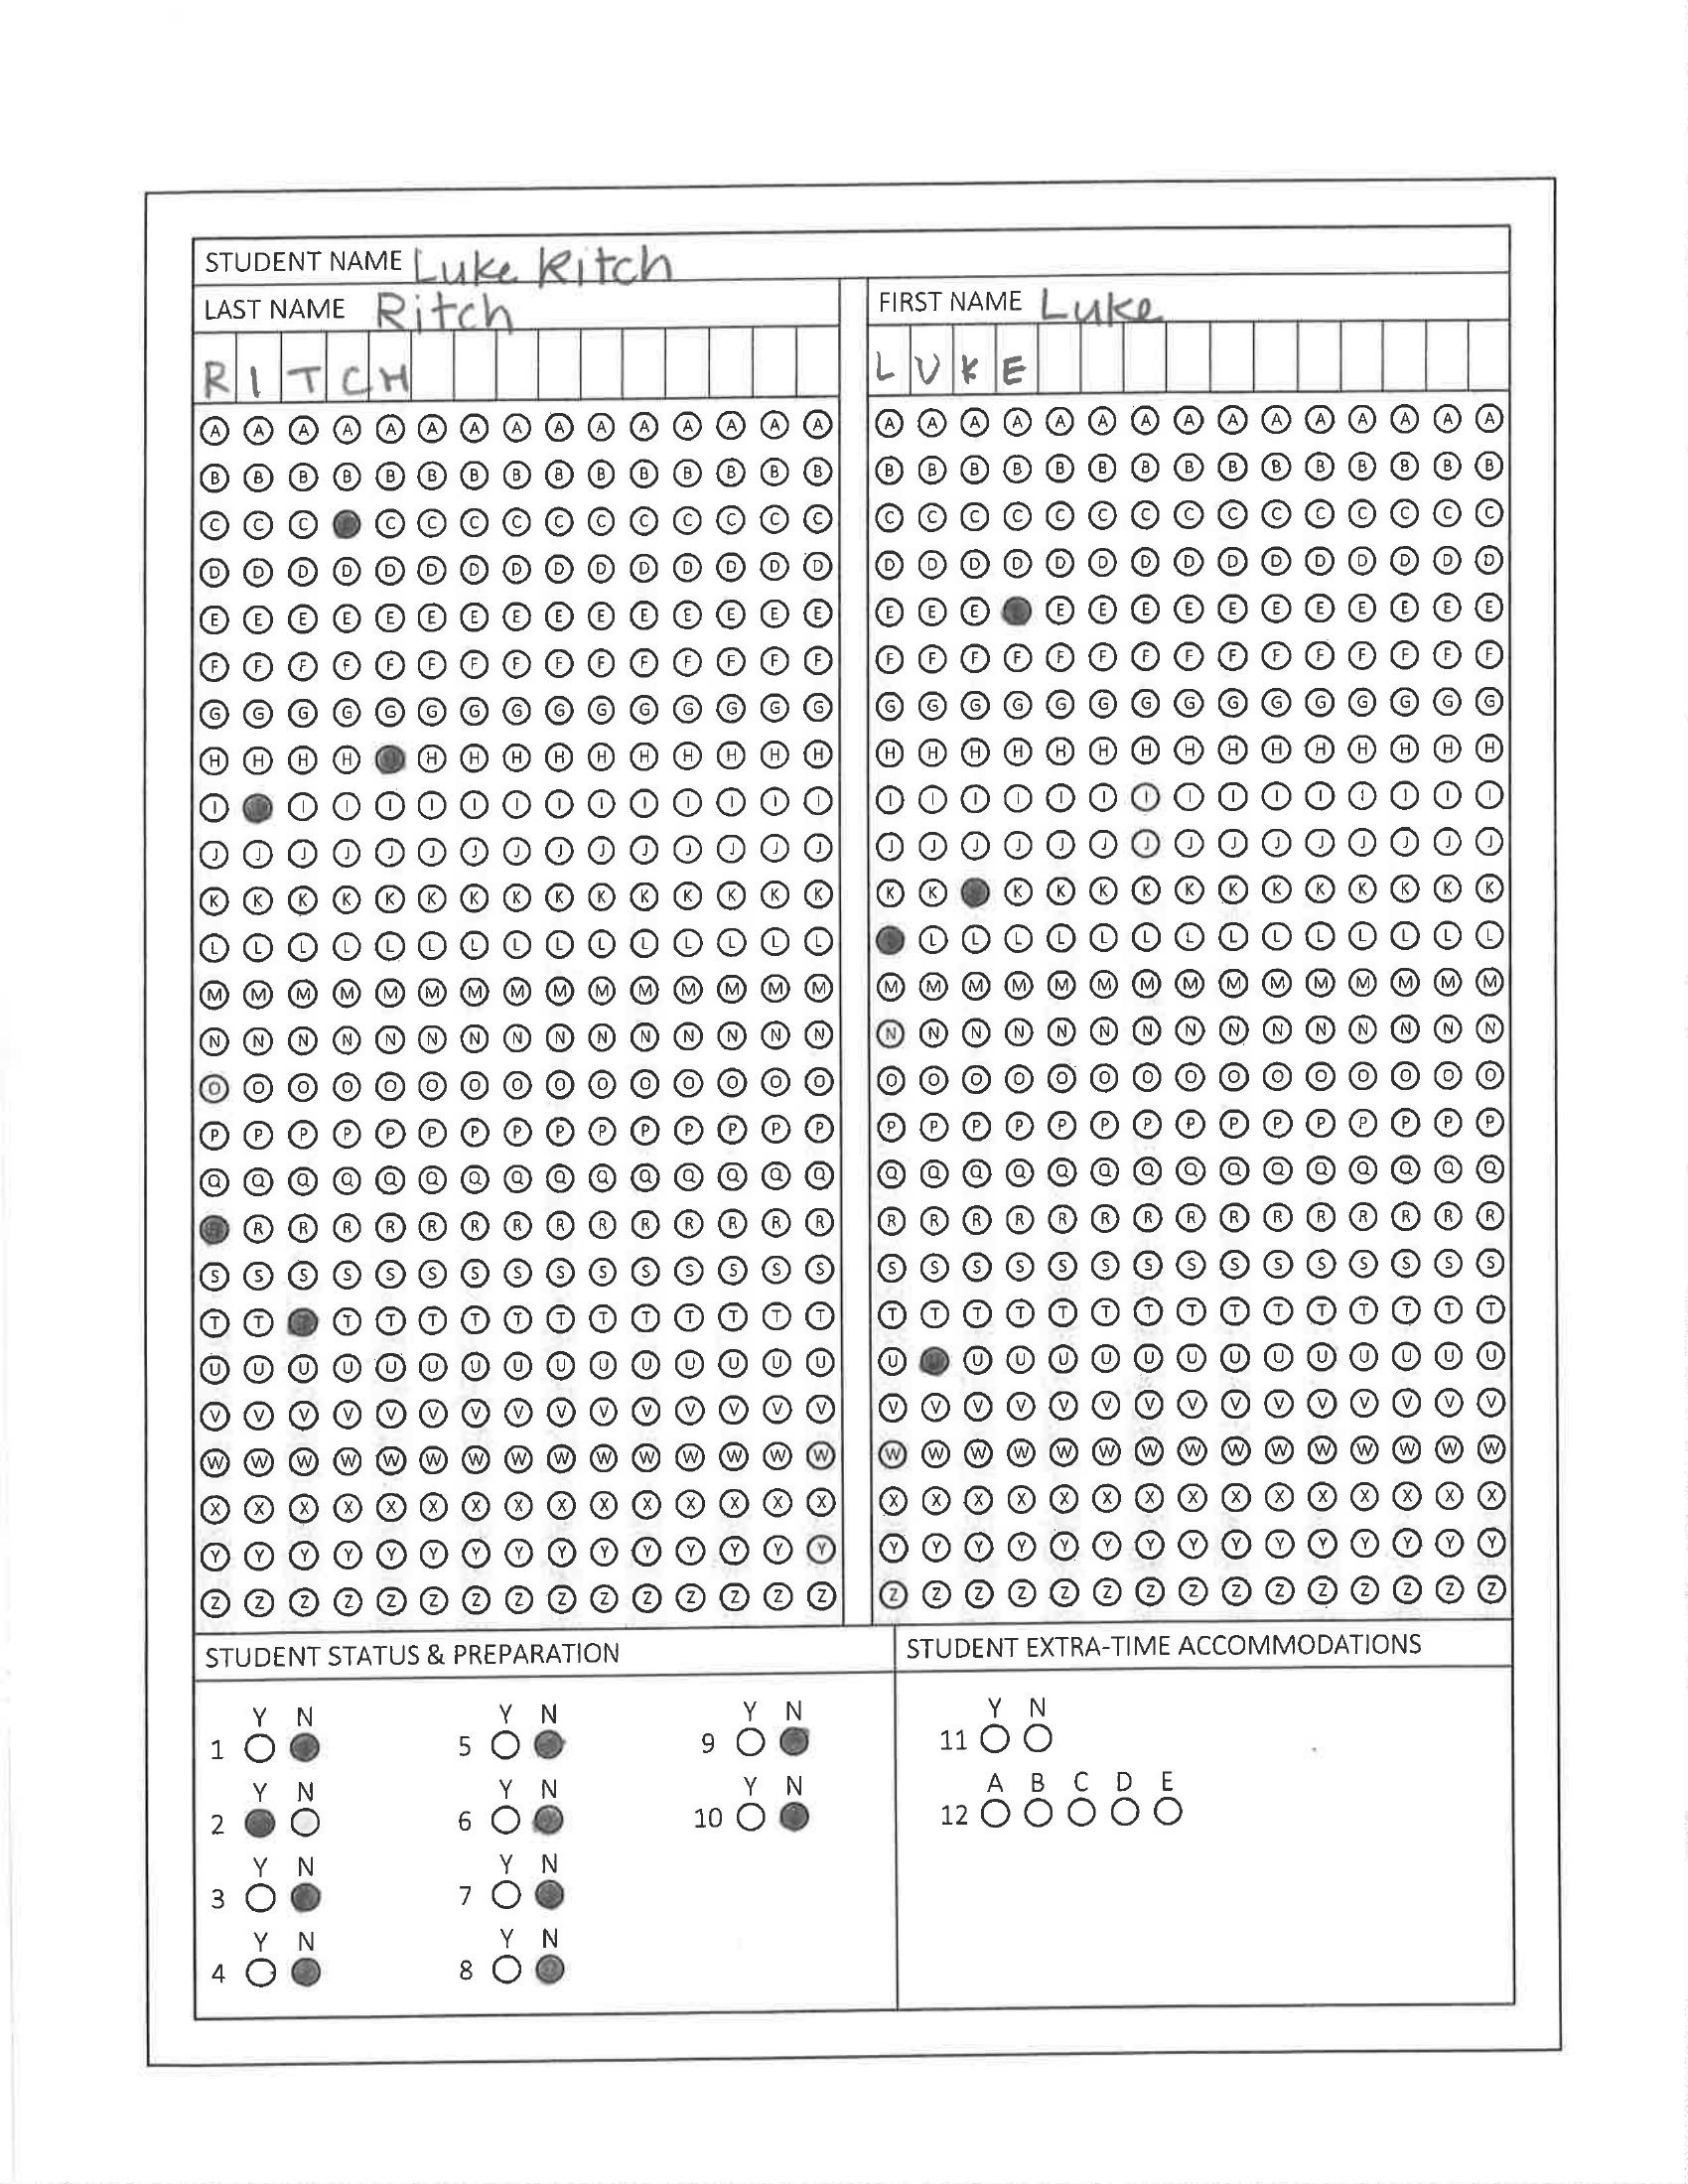 STUDENT NAME Luke Ritch
LAST NAME Ritch
FIRST NAME Luke
R I T C H
L U K E
A A A A A A A A A A A A A A A
A A A A A A A A A A A A A A A
B B B B B B B B B B B B B B B
B B B B B B B B B B B B B B B
C C C C C C C C C C C C C C
C C C C C C C C C C C C C C C
D D D D D D D D D D D D D D D
D D D D D D D D D D D D D D D
E E E E E E E E E E E E E E E
E E E E E E E E E E E E E E
F F F F F F F F F F F F F F F
F F F F F F F F F F F F F F F
G G G G G G G G G G G G G G G
G G G G G G G G G G G G G G G
H H H H H H H H H H H H H H
H H H H H H H H H H H H H H H
I I I I I I I I I I I I I I
I I I I I I I I I I I I I I I
J J J J J J J J J J J J J J J
J J J J J J J J J J J J J J J
K K K K K K K K K K K K K K K
K K K K K K K K K K K K K K
L L L L L L L L L L L L L L L
L L L L L L L L L L L L L L
M M M M M M M M M M M M M M M
M M M M M M M M M M M M M M M
N N N N N N N N N N N N N N N
N N N N N N N N N N N N N N N
O O O O O O O O O O O O O O O
O O O O O O O O O O O O O O O
P P P P P P P P P P P P P P P
P P P P P P P P P P P P P P P
Q Q Q Q Q Q Q Q Q Q Q Q Q Q Q
Q Q Q Q Q Q Q Q Q Q Q Q Q Q Q
R R R R R R R R R R R R R R
R R R R R R R R R R R R R R R
S S S S S S S S S S S S S S S
S S S S S S S S S S S S S S S
T T T T T T T T T T T T T T
T T T T T T T T T T T T T T T
U U U U U U U U U U U U U U U
U U U U U U U U U U U U U U U
V V V V V V V V V V V V V V V
V V V V V V V V V V V V V V V
W W W W W W W W W W W W W W W
W W W W W W W W W W W W W W W
X X X X X X X X X X X X X X X
X X X X X X X X X X X X X X X
Y Y Y Y Y Y Y Y Y Y Y Y Y Y Y
Y Y Y Y Y Y Y Y Y Y Y Y Y Y Y
Z Z Z Z Z Z Z Z Z Z Z Z Z Z Z
Z Z Z Z Z Z Z Z Z Z Z Z Z Z Z
STUDENT STATUS & PREPARATION
Y N
1
Y N
2
Y N
3
Y N
4
Y N
5
Y N
6
Y N
7
Y N
8
Y N
9
Y N
10
STUDENT EXTRA-TIME ACCOMMODATIONS
Y N
11
A B C D E
12